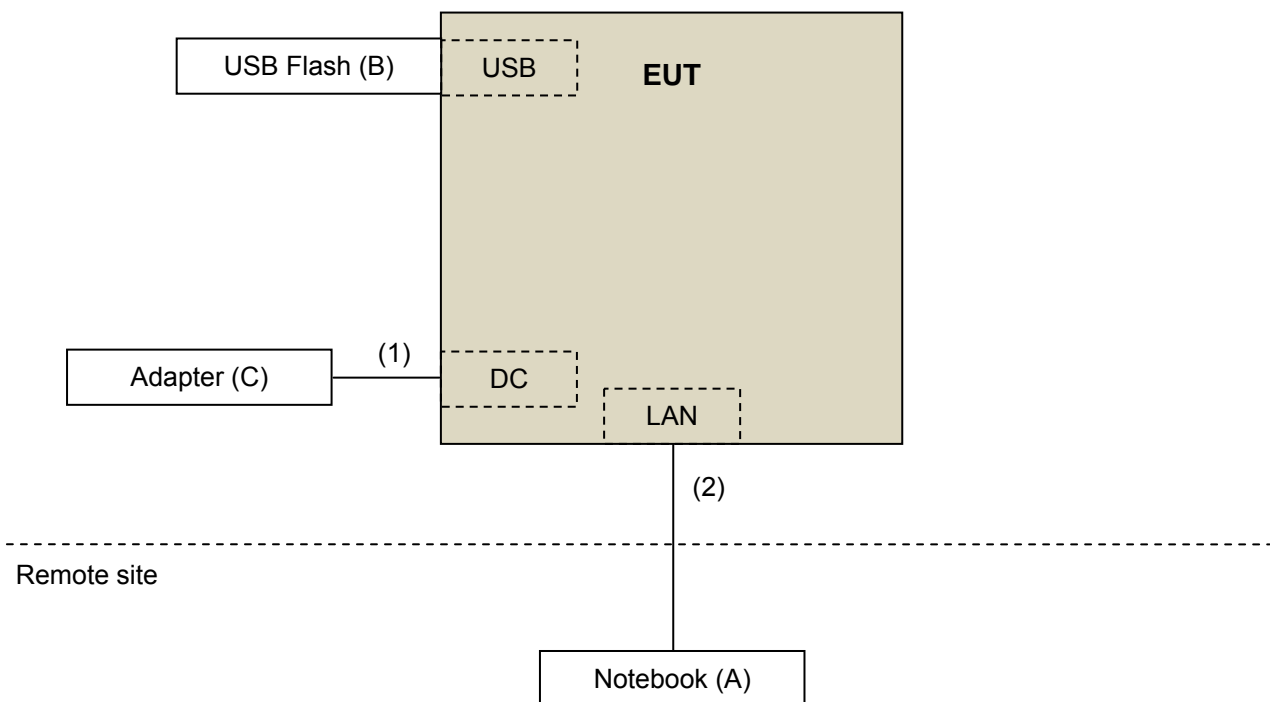 USB Flash (B)
USB
EUT
Adapter (C)
(1)
DC
LAN
(2)
Remote site
Notebook (A)